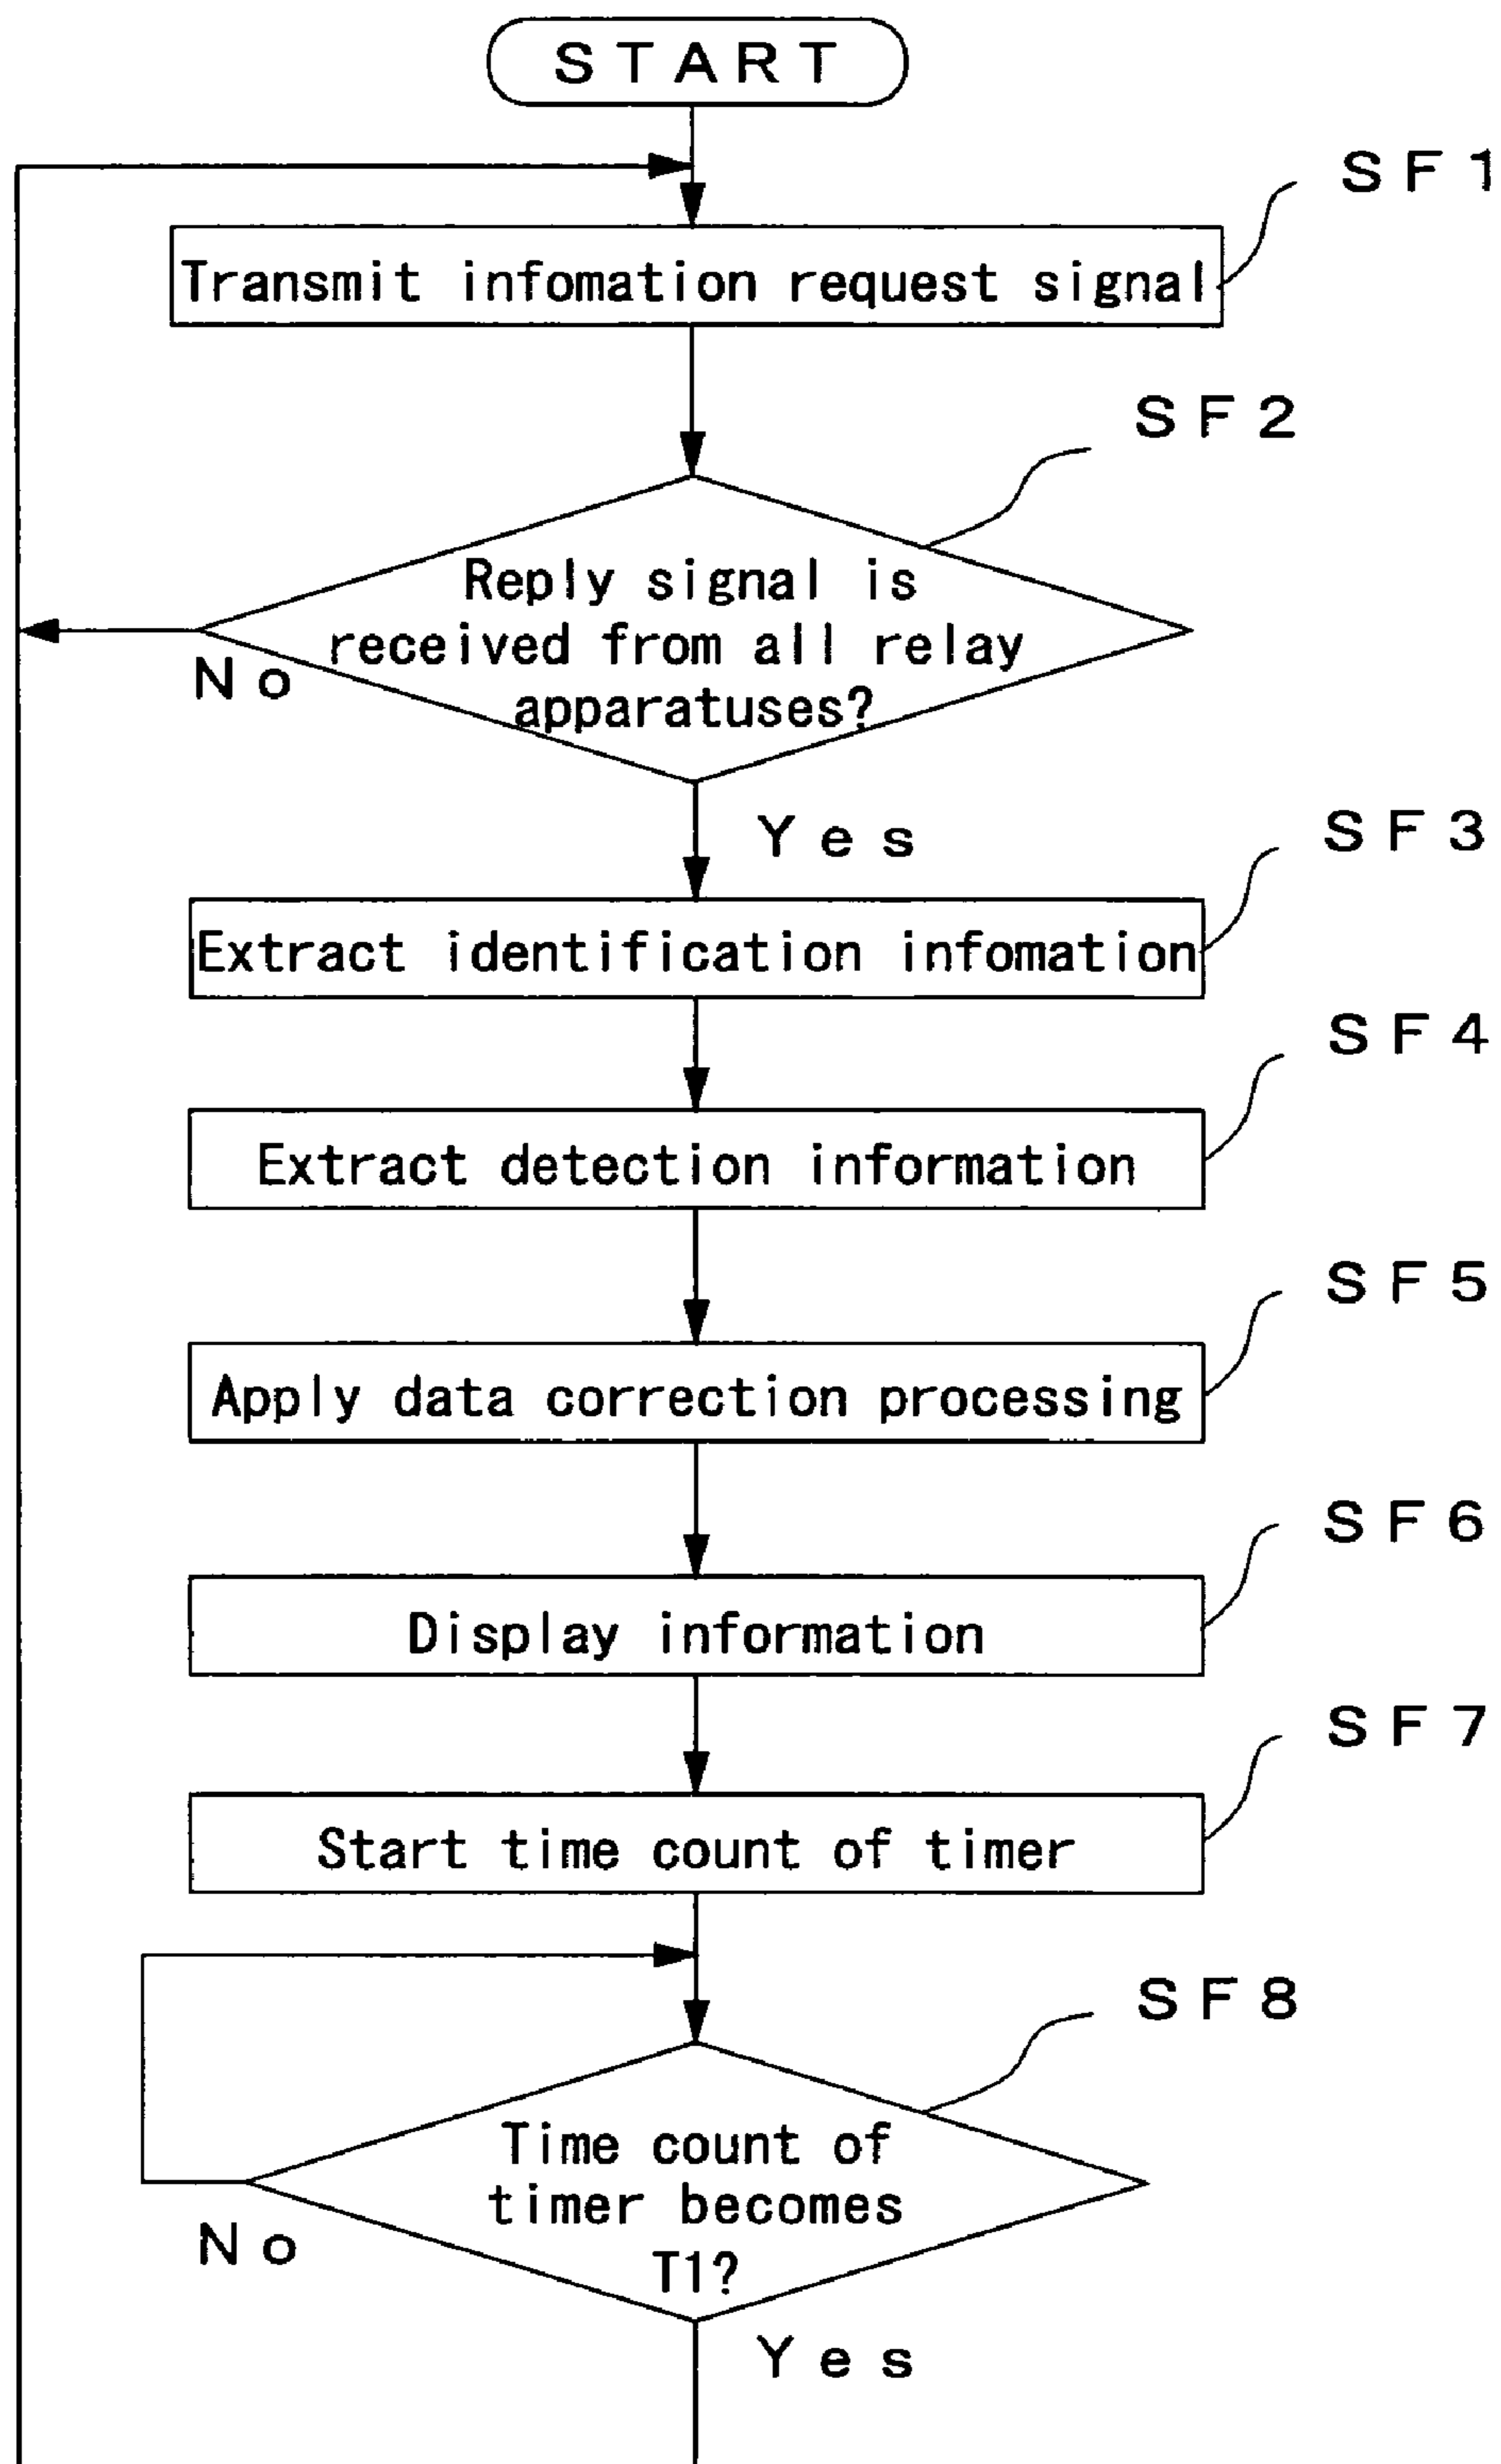 START
SF1
Transmit infomation request signal
SF2
Reply signal is
received from all relay
apparatuses?
No
Yes
SF3
Extract identification infomation
SF4
Extract detection information
SF5
Apply data correction processing
SF6
Display information
SF7
Start time count of timer
SF8
Time count of
timer becomes
T1?
No
Yes